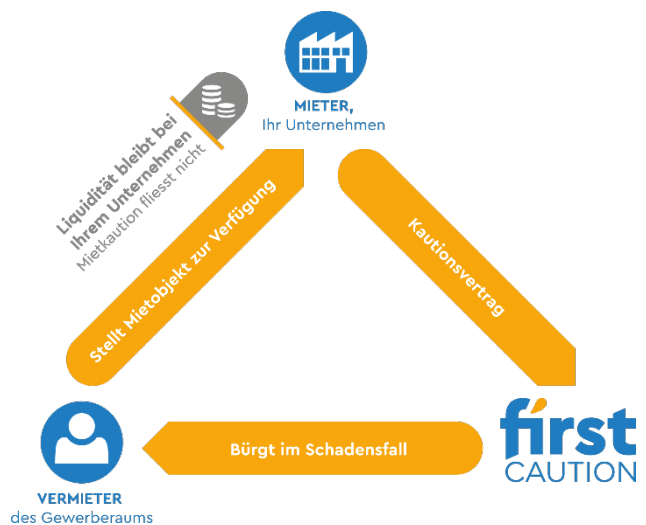 MIETER,
Ihr Unternehmen
Liquidität bleibt bei
Ihrem Unternehmen
Mietkaution fliesst nicht
Stellt Mietobjekt zur Verfügung
Kautionsvertrag
first
CAUTION
Bürgt im Schadensfall
VERMIETER
des Gewerberaums